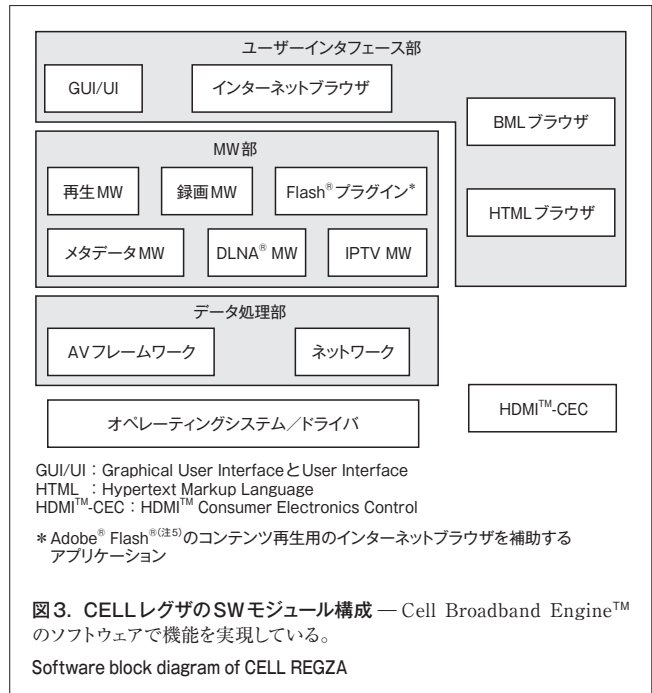 ユーザーインタフェース部
GUI/UI
インターネットブラウザ
BMLブラウザ
HTMLブラウザ
MW部
再生MW
録画MW
Flash®プラグイン*
メタデータMW
DLNA® MW
IPTV MW
データ処理部
AVフレームワーク
ネットワーク
オペレーティングシステム/ドライバ
HDMI™-CEC
GUI/UI:Graphical User InterfaceとUser Interface
HTML :Hypertext Markup Language
HDMI™-CEC:HDMI™ Consumer Electronics Control
*Adobe® Flash®(注5)のコンテンツ再生用のインターネットブラウザを補助する
アプリケーション
図3. CELLレグザのSWモジュール構成 — Cell Broadband Engine™
のソフトウェアで機能を実現している。
Software block diagram of CELL REGZA